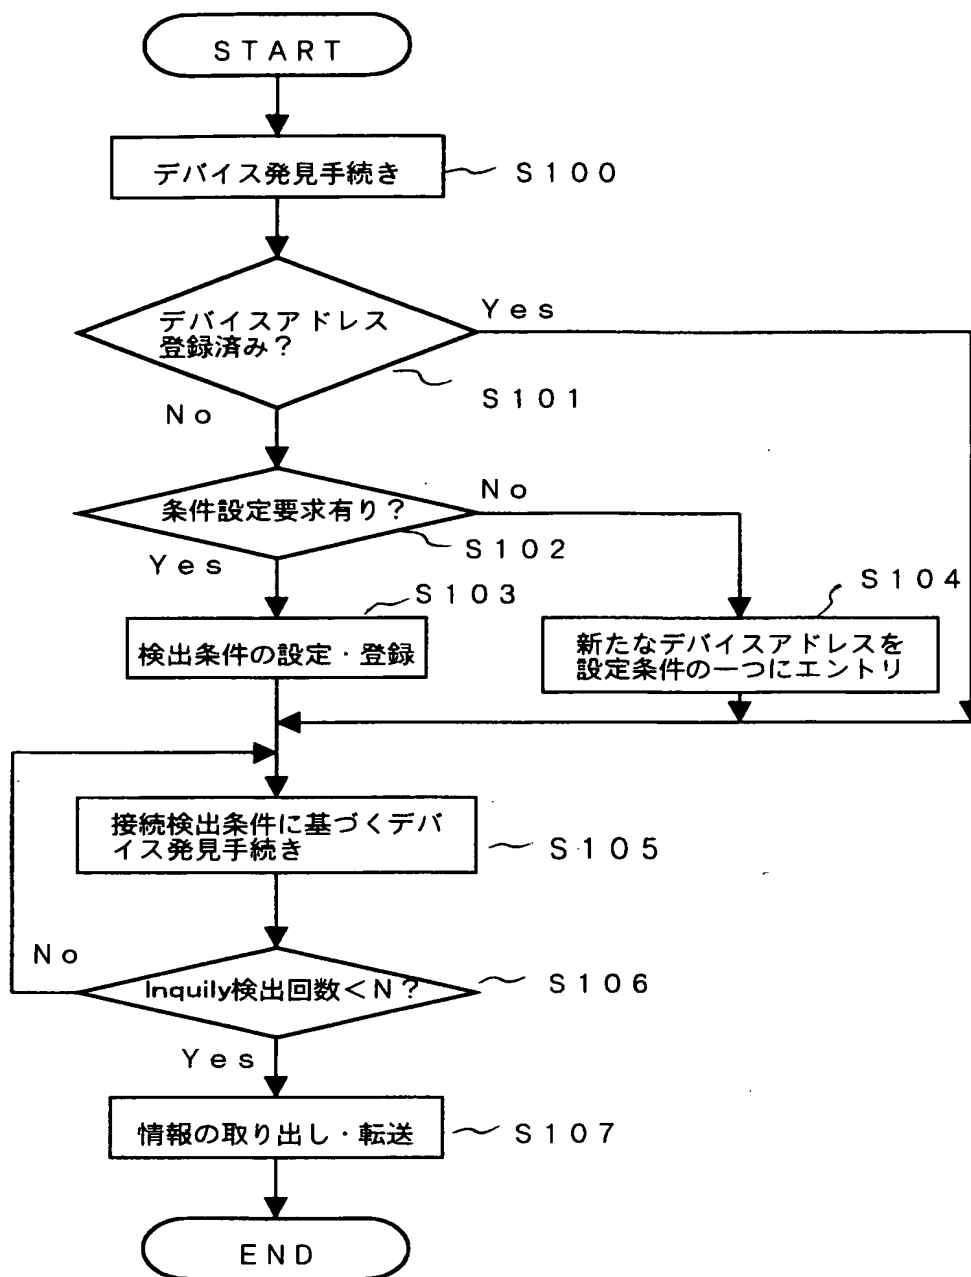 START
デバイス発見手続き
S100
デバイスアドレス
登録済み?
Yes
S101
No
条件設定要求有り?
No
S102
Yes
S103
検出条件の設定・登録
S104
新たなデバイスアドレスを
設定条件の一つにエントリ
接続検出条件に基づくデバ
イス発見手続き
S105
No
Inquily検出回数<N?
S106
Yes
情報の取り出し・転送
S107
END